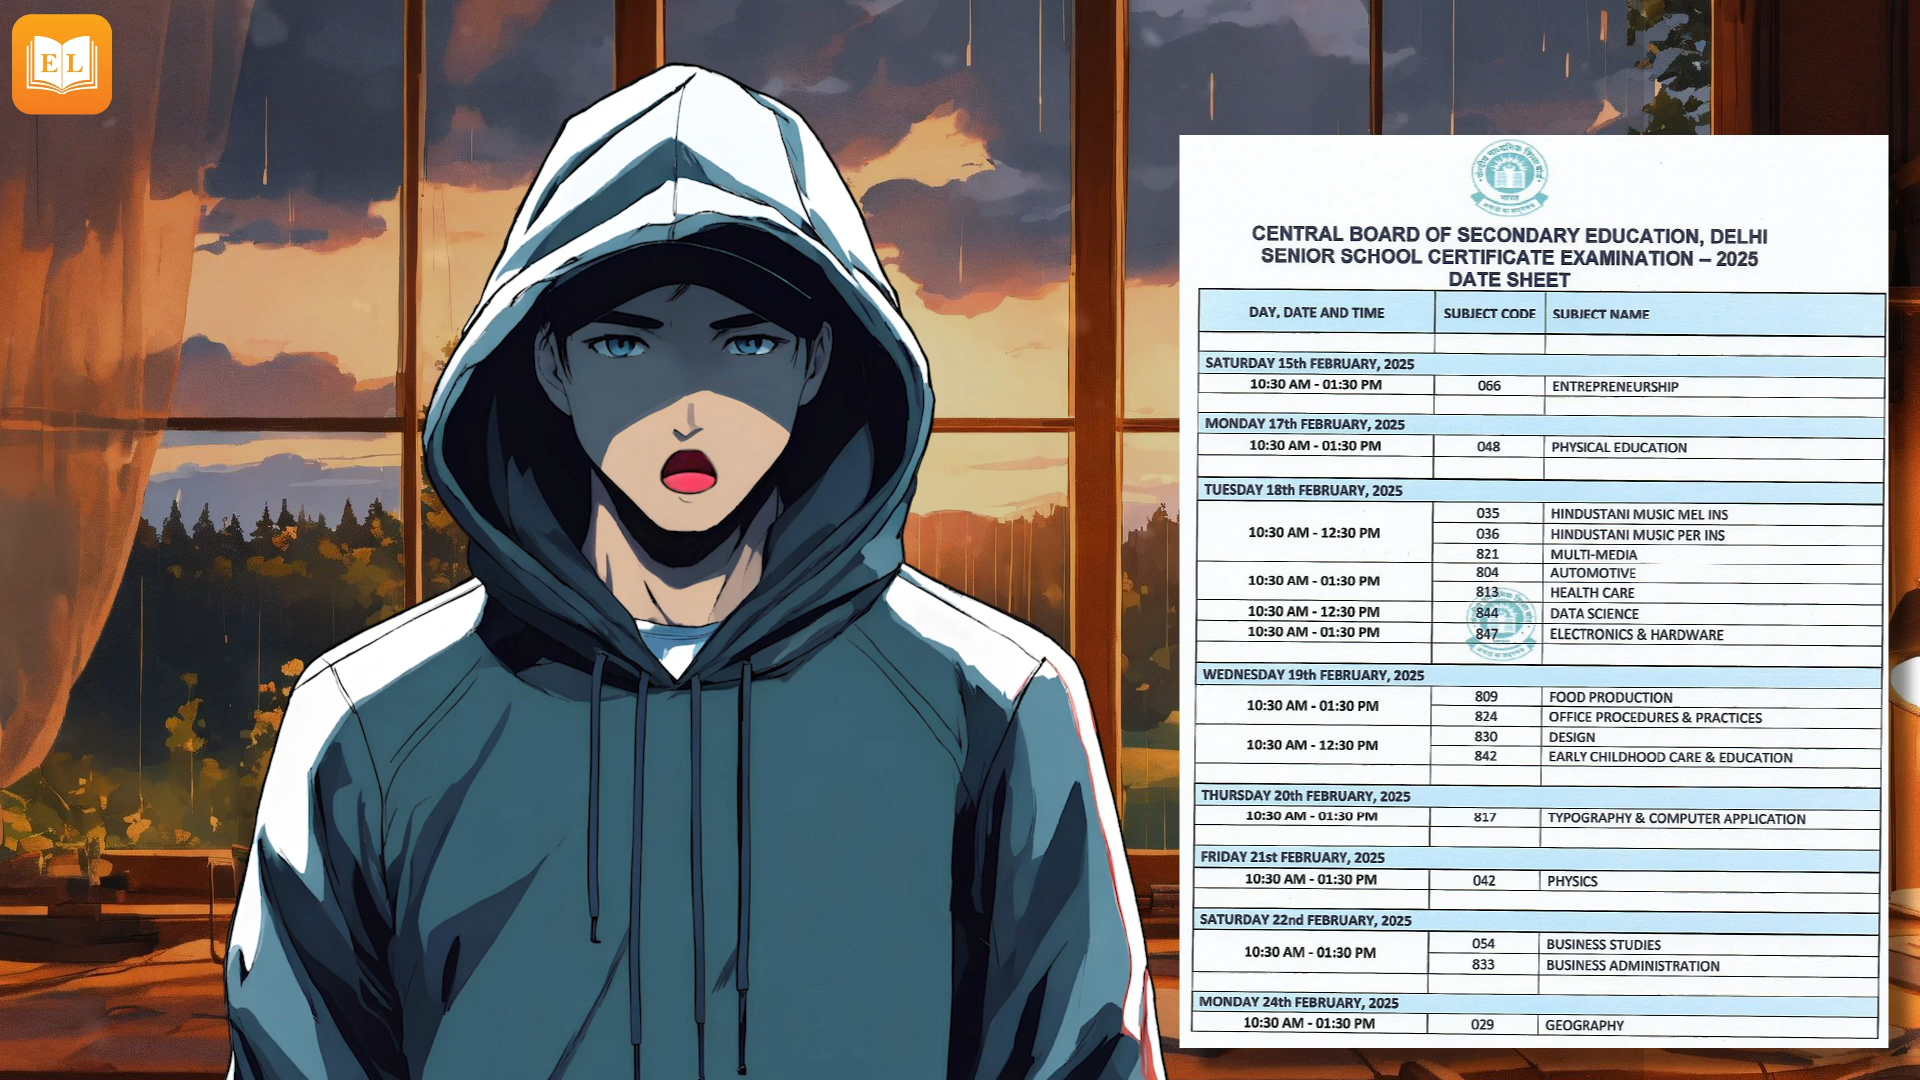 EL
CENTRAL BOARD OF SECONDARY EDUCATION, DELHI
SENIOR SCHOOL CERTIFICATE EXAMINATION – 2025
DATE SHEET
DAY, DATE AND TIME SUBJECT CODE SUBJECT NAME
SATURDAY 15th FEBRUARY, 2025
10:30 AM - 01:30 PM 066 ENTREPRENEURSHIP
MONDAY 17th FEBRUARY, 2025
10:30 AM - 01:30 PM 048 PHYSICAL EDUCATION
TUESDAY 18th FEBRUARY, 2025
035 HINDUSTANI MUSIC MEL INS
10:30 AM - 12:30 PM 036 HINDUSTANI MUSIC PER INS
821 MULTI-MEDIA
10:30 AM - 01:30 PM 804 AUTOMOTIVE
813 HEALTH CARE
10:30 AM - 12:30 PM 844 DATA SCIENCE
10:30 AM - 01:30 PM 847 ELECTRONICS & HARDWARE
WEDNESDAY 19th FEBRUARY, 2025
10:30 AM - 01:30 PM 809 FOOD PRODUCTION
824 OFFICE PROCEDURES & PRACTICES
10:30 AM - 12:30 PM 830 DESIGN
842 EARLY CHILDHOOD CARE & EDUCATION
THURSDAY 20th FEBRUARY, 2025
10:30 AM - 01:30 PM 817 TYPOGRAPHY & COMPUTER APPLICATION
FRIDAY 21st FEBRUARY, 2025
10:30 AM - 01:30 PM 042 PHYSICS
SATURDAY 22nd FEBRUARY, 2025
10:30 AM - 01:30 PM 054 BUSINESS STUDIES
833 BUSINESS ADMINISTRATION
MONDAY 24th FEBRUARY, 2025
10:30 AM - 01:30 PM 029 GEOGRAPHY